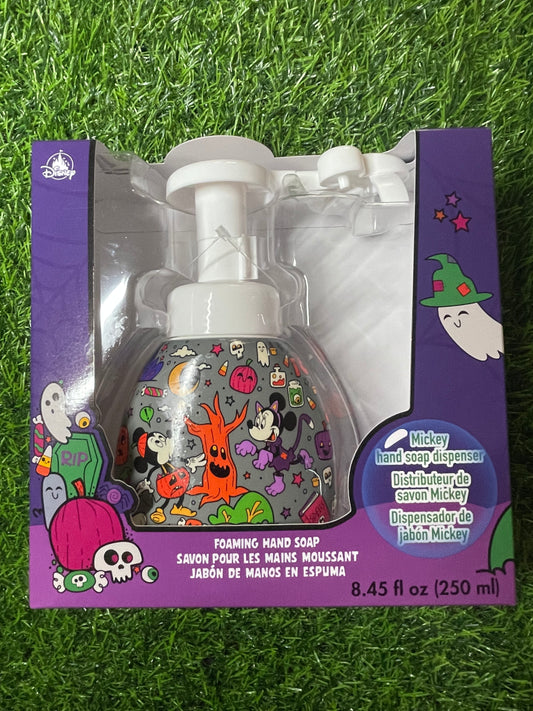 Disney
RIP
Mickey
hand soap dispenser
Distributeur de
savon Mickey
Dispensador de
jabón Mickey
FOAMING HAND SOAP
SAVON POUR LES MAINS MOUSSANT
JABÓN DE MANOS EN ESPUMA
8.45 fl oz (250 ml)